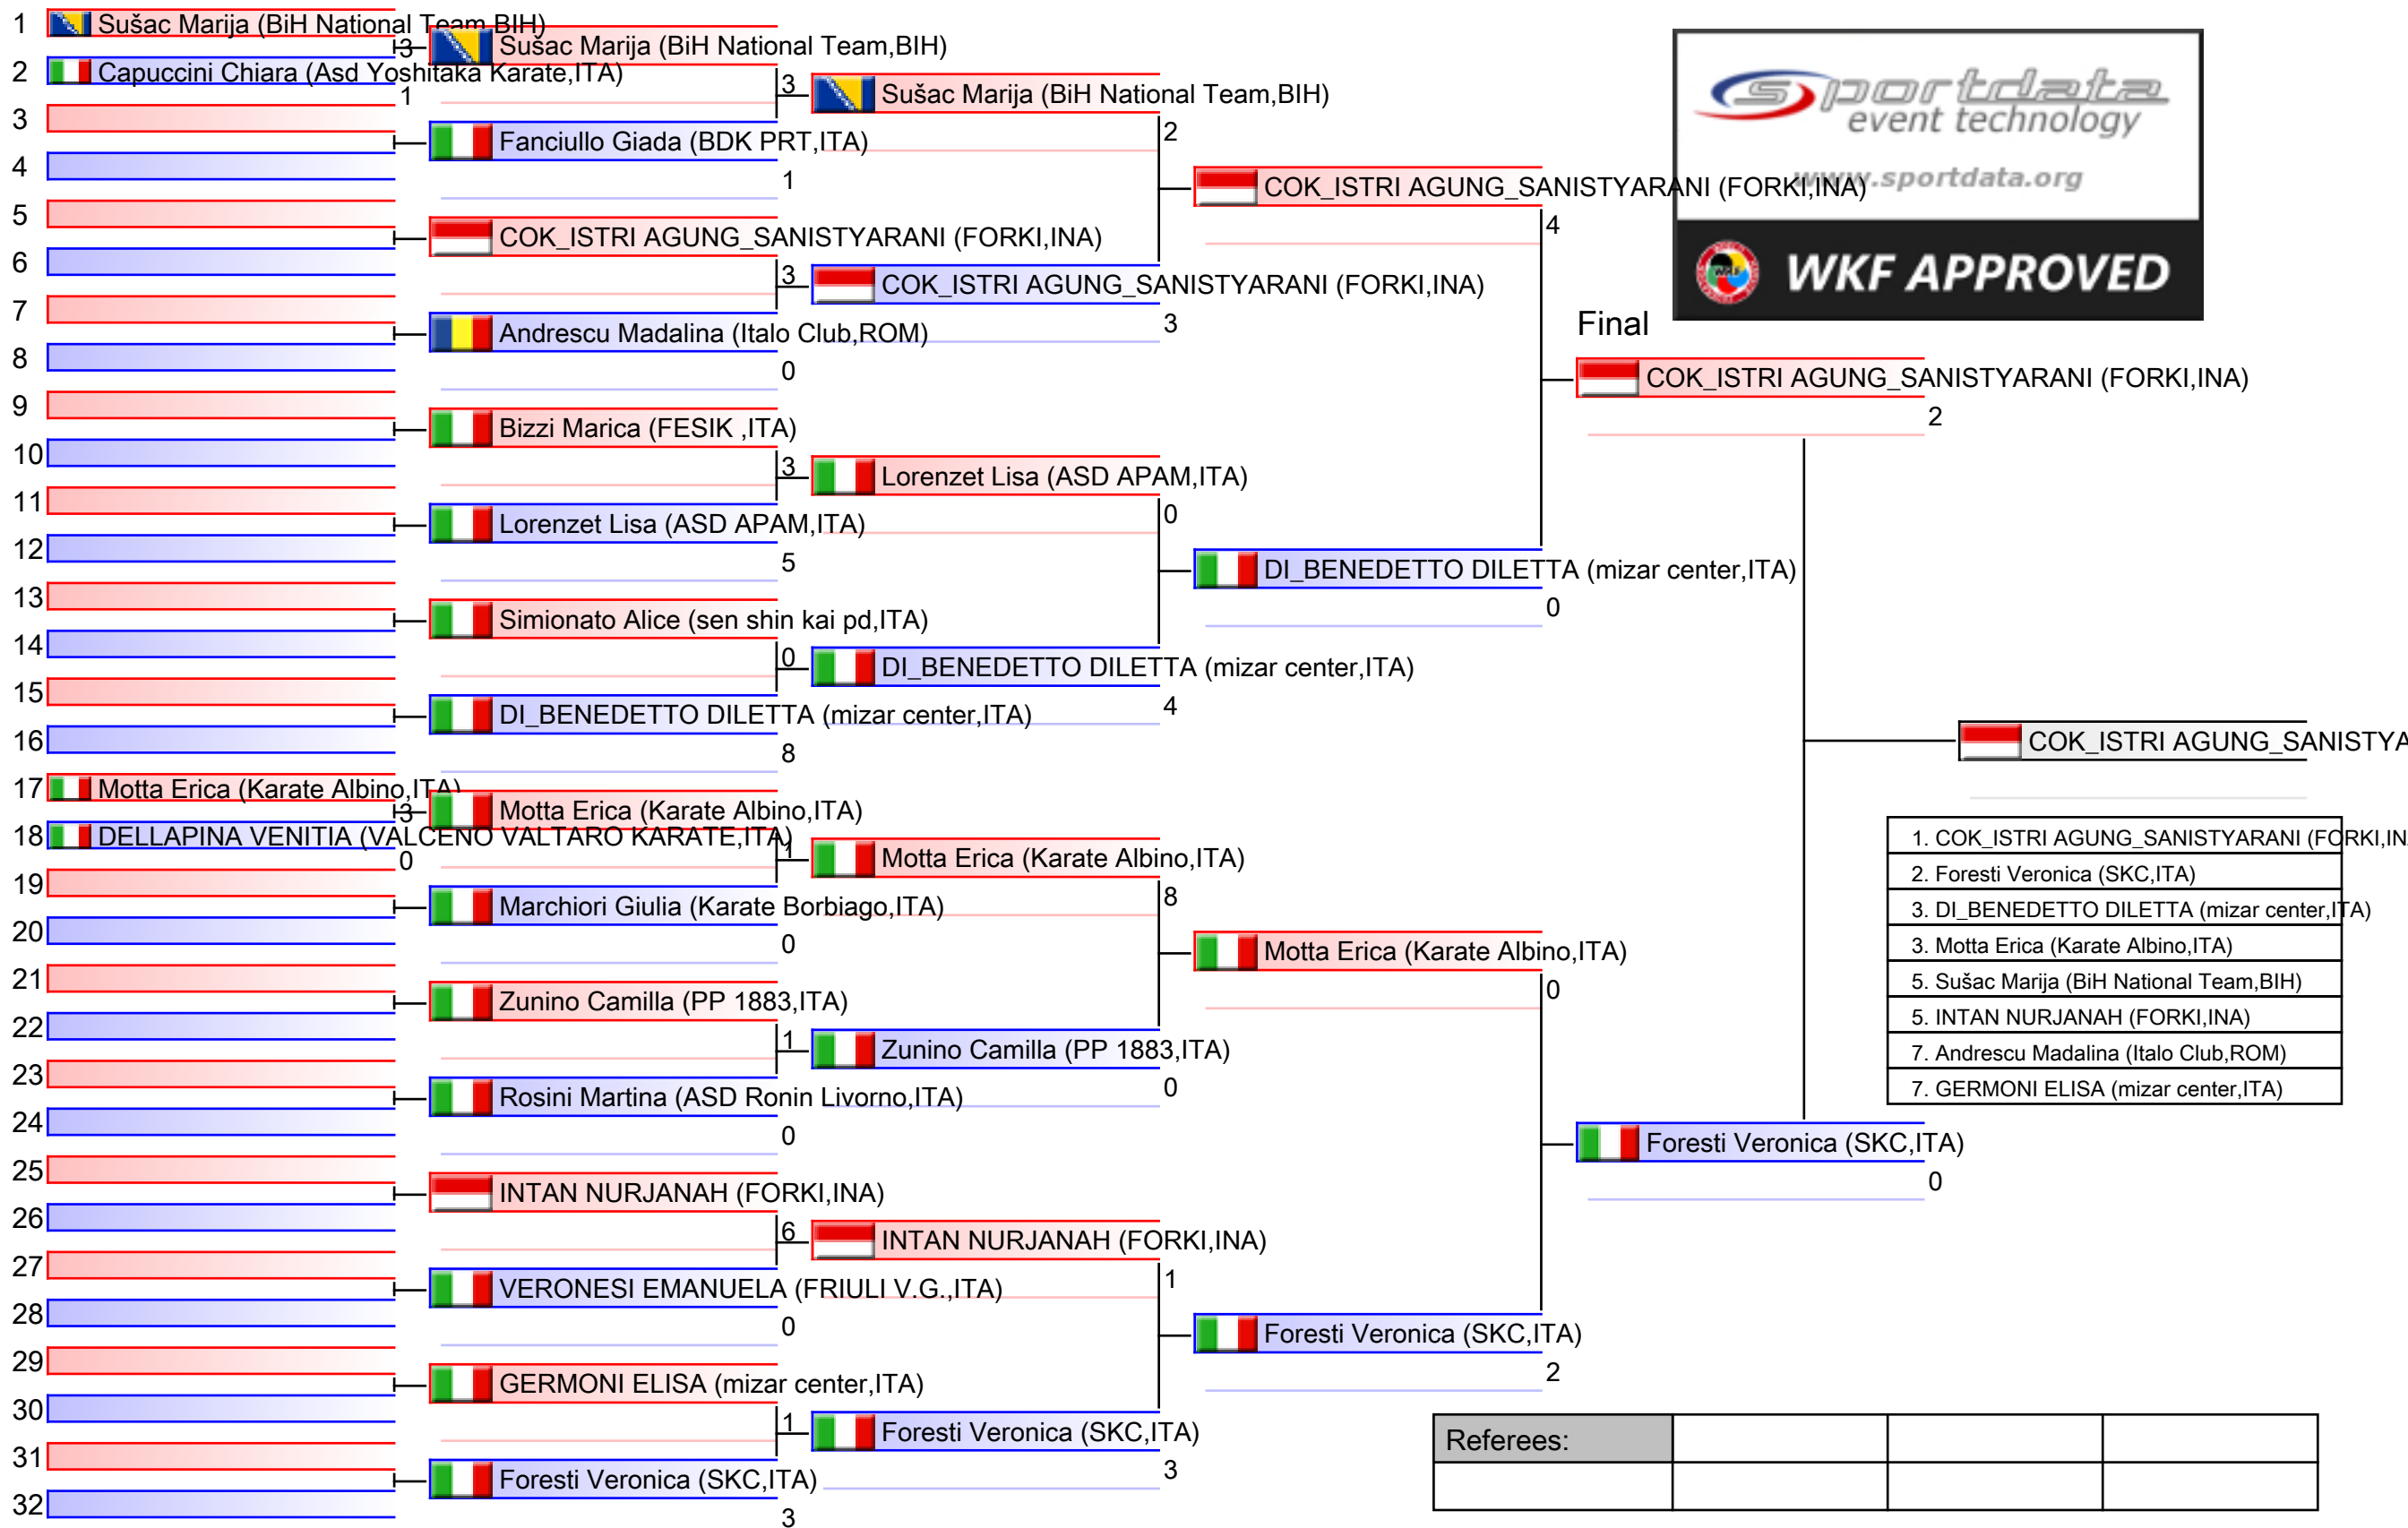 1 Sušac Marija (BiH National Team,BIH)
3
2 Capuccini Chiara (Asd Yoshitaka Karate,ITA)
1
3
4
5
6
7
8
9
10
11
12
13
14
15
16
17 Motta Erica (Karate Albino,ITA)
3
18 DELLAPINA VENITIA (VALCENO VALTARO KARATE,ITA)
0
19
20
21
22
23
24
25
26
27
28
29
30
31
32
Sušac Marija (BiH National Team,BIH)
3
Fanciullo Giada (BDK PRT,ITA)
1
COK_ISTRI AGUNG_SANISTYARANI (FORKI,INA)
3
Andrescu Madalina (Italo Club,ROM)
0
Bizzi Marica (FESIK ,ITA)
3
Lorenzet Lisa (ASD APAM,ITA)
5
Simionato Alice (sen shin kai pd,ITA)
0
DI_BENEDETTO DILETTA (mizar center,ITA)
8
Motta Erica (Karate Albino,ITA)
1
Marchiori Giulia (Karate Borbiago,ITA)
0
Zunino Camilla (PP 1883,ITA)
1
Rosini Martina (ASD Ronin Livorno,ITA)
0
INTAN NURJANAH (FORKI,INA)
6
VERONESI EMANUELA (FRIULI V.G.,ITA)
0
GERMONI ELISA (mizar center,ITA)
1
Foresti Veronica (SKC,ITA)
3
Sušac Marija (BiH National Team,BIH)
2
COK_ISTRI AGUNG_SANISTYARANI (FORKI,INA)
3
Lorenzet Lisa (ASD APAM,ITA)
0
DI_BENEDETTO DILETTA (mizar center,ITA)
4
Motta Erica (Karate Albino,ITA)
8
Zunino Camilla (PP 1883,ITA)
0
INTAN NURJANAH (FORKI,INA)
1
Foresti Veronica (SKC,ITA)
3
COK_ISTRI AGUNG_SANISTYARANI (FORKI,INA)
4
DI_BENEDETTO DILETTA (mizar center,ITA)
0
Motta Erica (Karate Albino,ITA)
0
Foresti Veronica (SKC,ITA)
2
sportdata
event technology
www.sportdata.org
WKF
WKF APPROVED
Final
COK_ISTRI AGUNG_SANISTYARANI (FORKI,INA)
2
Foresti Veronica (SKC,ITA)
0
COK_ISTRI AGUNG_SANISTYA
1. COK_ISTRI AGUNG_SANISTYARANI (FORKI,IN
2. Foresti Veronica (SKC,ITA)
3. DI_BENEDETTO DILETTA (mizar center,ITA)
3. Motta Erica (Karate Albino,ITA)
5. Sušac Marija (BiH National Team,BIH)
5. INTAN NURJANAH (FORKI,INA)
7. Andrescu Madalina (Italo Club,ROM)
7. GERMONI ELISA (mizar center,ITA)
Referees: